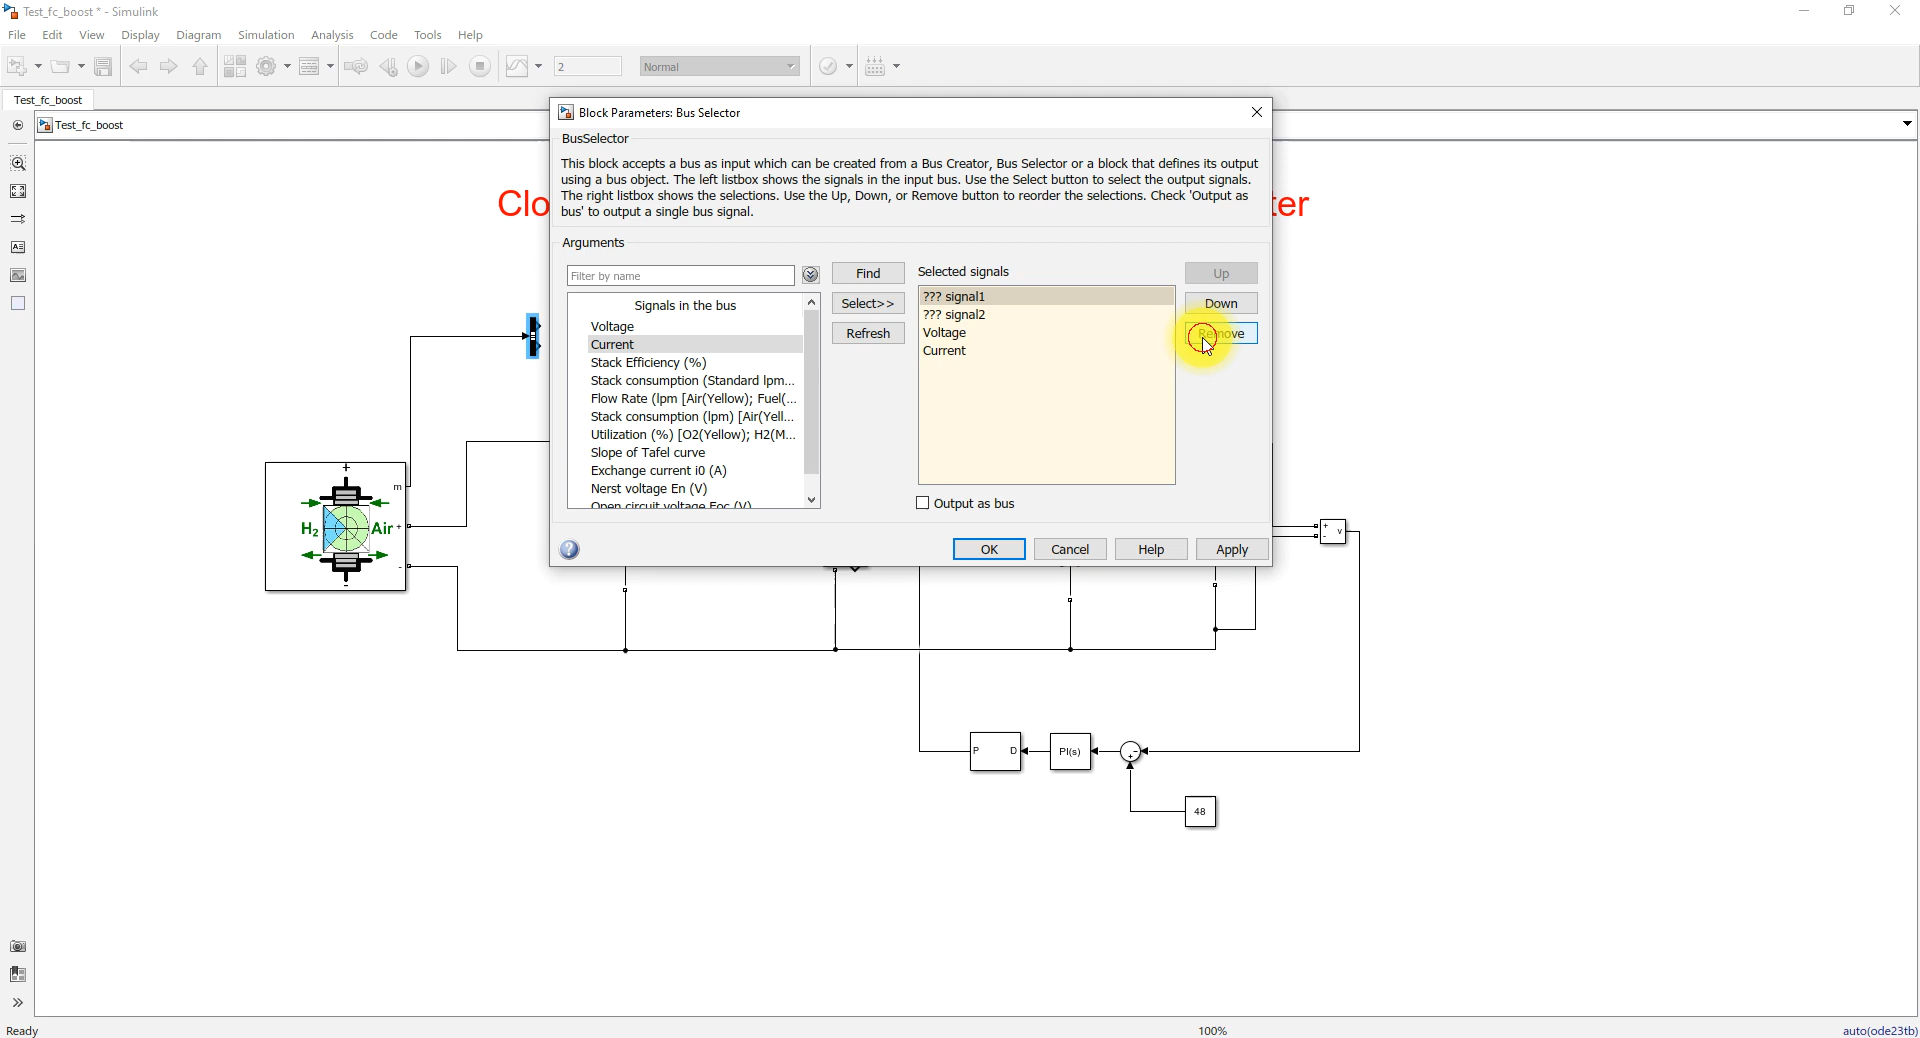 Test_fc_boost * - Simulink
File Edit View Display Diagram Simulation Analysis Code Tools Help
2 Normal
Test_fc_boost
Test_fc_boost
Block Parameters: Bus Selector
BusSelector
This block accepts a bus as input which can be created from a Bus Creator, Bus Selector or a block that defines its output
using a bus object. The left listbox shows the signals in the input bus. Use the Select button to select the output signals.
The right listbox shows the selections. Use the Up, Down, or Remove button to reorder the selections. Check 'Output as
bus' to output a single bus signal.
Clo
ter
Arguments
Filter by name
Find
Select>>
Refresh
Signals in the bus
Voltage
Current
Stack Efficiency (%)
Stack consumption (Standard lpm...
Flow Rate (lpm [Air(Yellow); Fuel(...
Stack consumption (lpm) [Air(Yell...
Utilization (%) [O2(Yellow); H2(M...
Slope of Tafel curve
Exchange current i0 (A)
Nerst voltage En (V)
Open circuit voltage Eoc (V)
Selected signals
??? signal1
??? signal2
Voltage
Current
Up
Down
Remove
Output as bus
OK Cancel Help Apply
+
m
H2 Air +
-
-
+
- v
P D
PI(s)
-
+
48
Ready 100% auto(ode23tb)